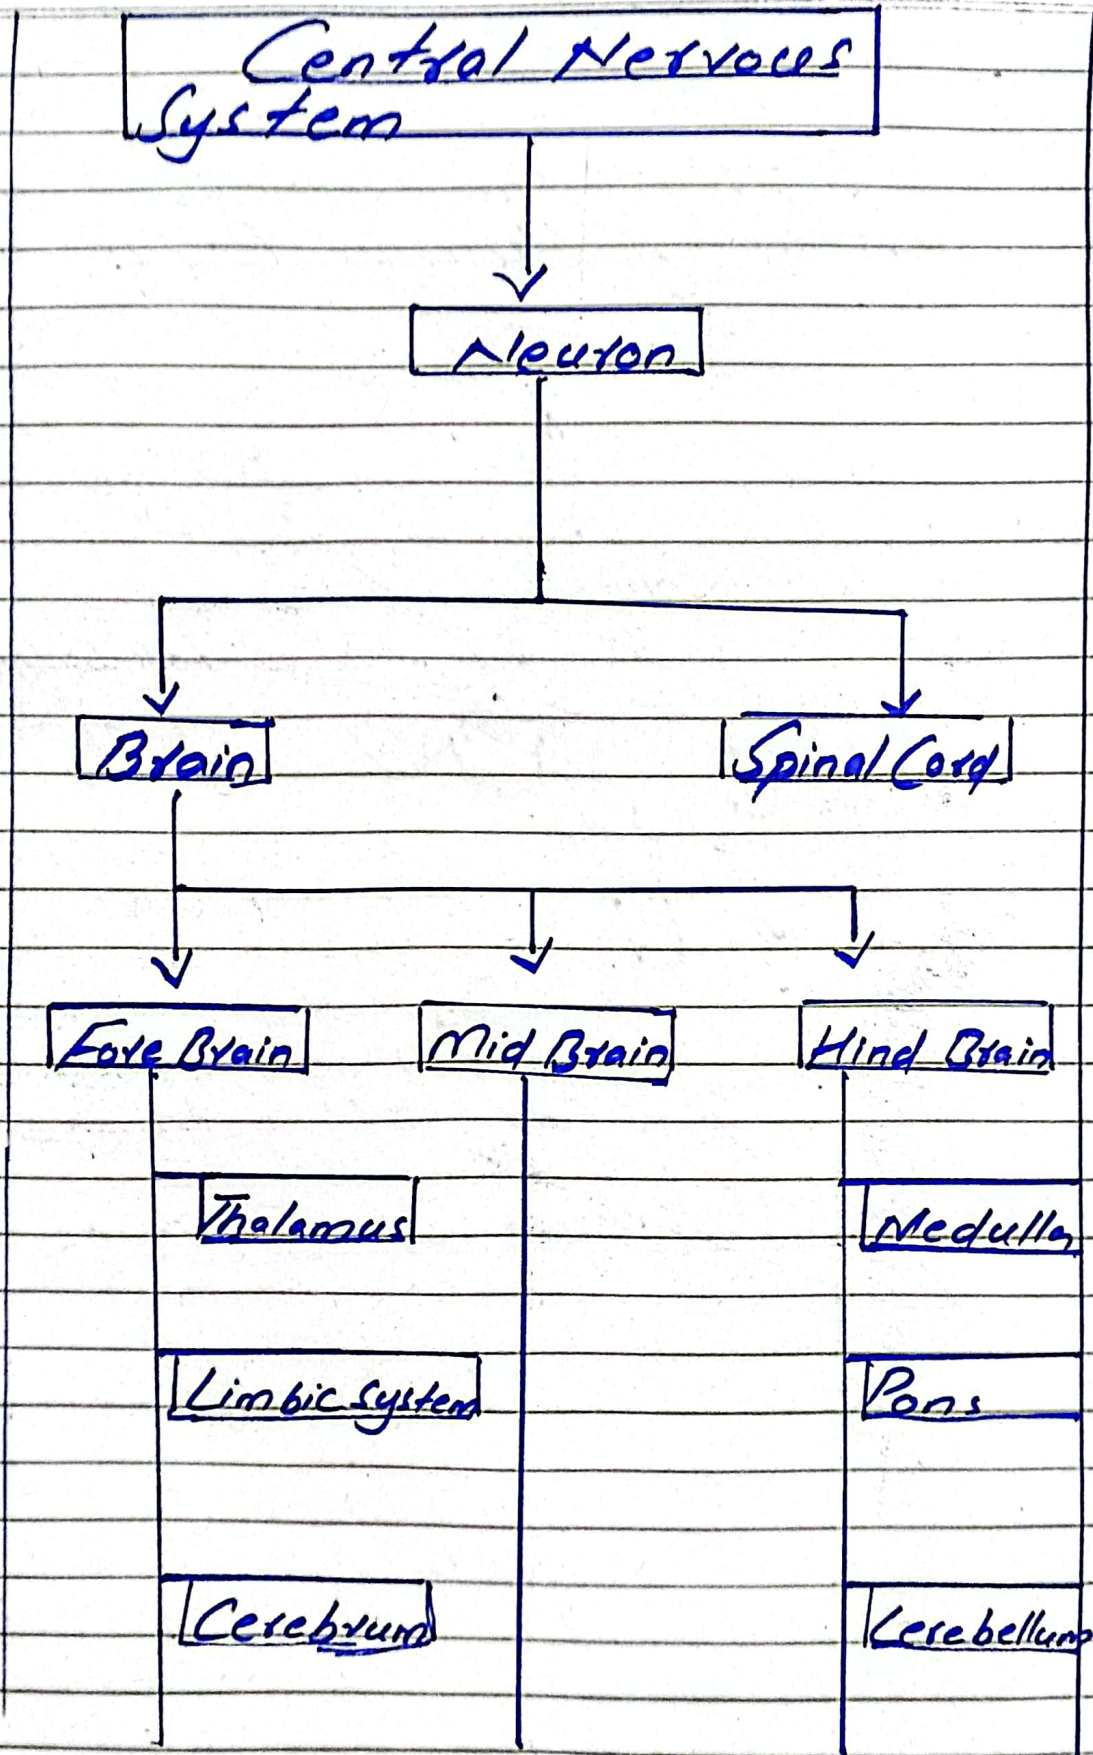 Central Nervous
System
Neuron
Brain
Spinal Cord
Fore Brain
Mid Brain
Hind Brain
Thalamus
Medulla
Limbic system
Pons
Cerebrum
Cerebellum